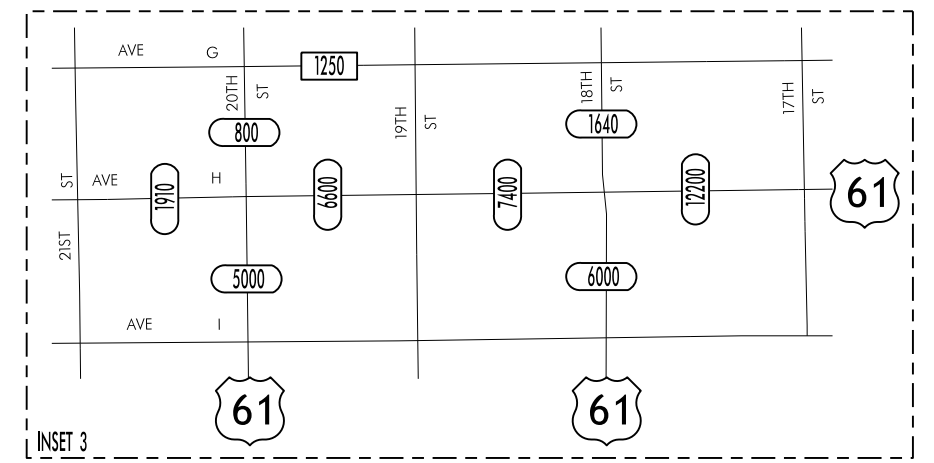 AVE G
1250
20TH ST
18TH ST
17TH ST
19TH ST
800
1640
21ST ST
AVE H
1910
6600
7400
12200
61
5000
6000
AVE I
61
61
INSET 3